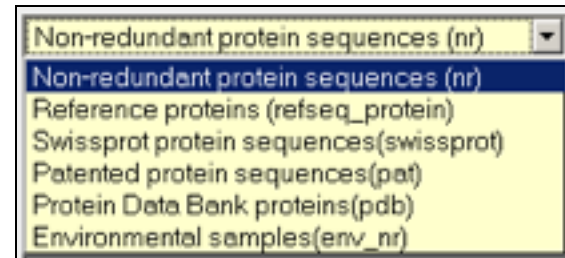 Non-redundant protein sequences (nr)
Non-redundant protein sequences (nr)
Reference proteins (refseq_protein)
Swissprot protein sequences(swissprot)
Patented protein sequences(pat)
Protein Data Bank proteins(pdb)
Environmental samples(env_nr)